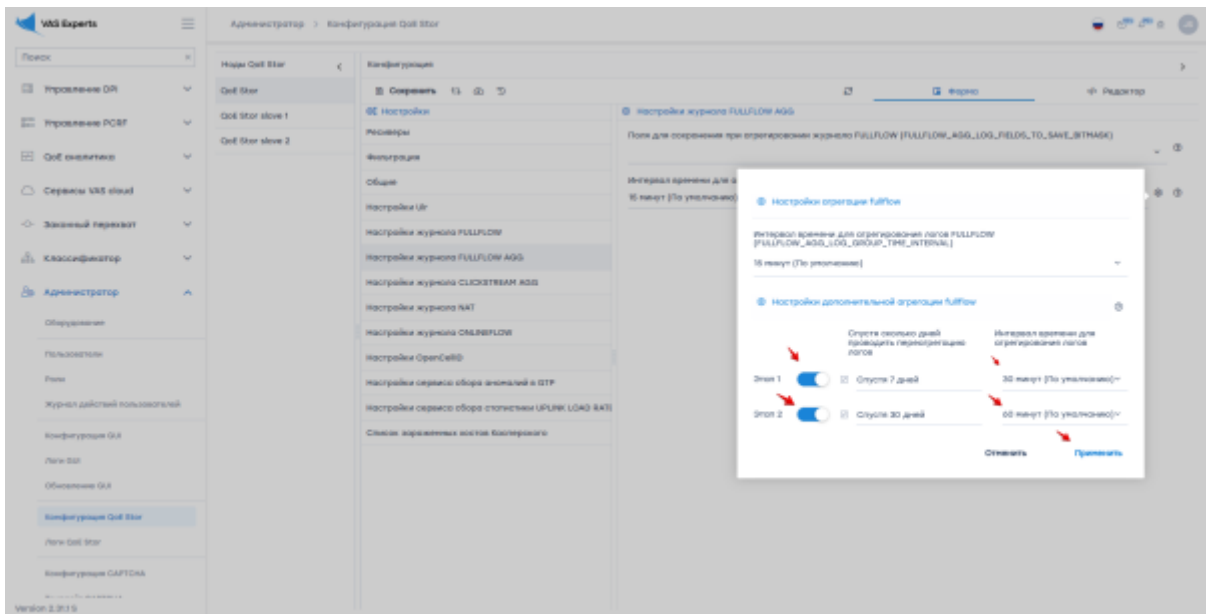 VAS Experts
Администратор > Конфигурация QoE Stor
Поиск
Управление DPI
Управление PCRF
QoE аналитика
Сервисы VAS cloud
Законный перехват
Классификатор
Администратор
Оборудование
Пользователи
Роли
Журнал действий пользователей
Конфигурация GUI
Логи GUI
Обновление GUI
Конфигурация QoE Stor
Логи QoE Stor
Конфигурация CAPTCHA
Version 2.31.1 S
Ноды QoE Stor
QoE Stor
QoE Stor slave 1
QoE Stor slave 2
Конфигурация
Сохранить
Форма
Редактор
Настройки
Ресиверы
Фильтрация
Общие
Настройки Ulr
Настройки журнала FULLFLOW
Настройки журнала FULLFLOW AGG
Настройки журнала CLICKSTREAM AGG
Настройки журнала NAT
Настройки журнала ONLINEFLOW
Настройки OpenCellID
Настройки сервиса сбора аномалий в GTP
Настройки сервиса сбора статистики UPLINK LOAD RATE
Список зараженных хостов Касперского
Настройки журнала FULLFLOW AGG
Поля для сохранения при агрегировании журнала FULLFLOW (FULLFLOW_AGG_LOG_FIELDS_TO_SAVE_BITMASK)
Интервал времени для а
15 минут (По умолчанию)
Настройки агрегации fullflow
Интервал времени для агрегирования логов FULLFLOW
(FULLFLOW_AGG_LOG_GROUP_TIME_INTERVAL)
15 минут (По умолчанию)
Настройки дополнительной агрегации fullflow
Спустя сколько дней
проводить переагрегацию
логов
Интервал времени для
агрегирования логов
Этап 1
Спустя 7 дней
30 минут (По умолчанию)
Этап 2
Спустя 30 дней
60 минут (По умолчанию)
Отменить
Применить